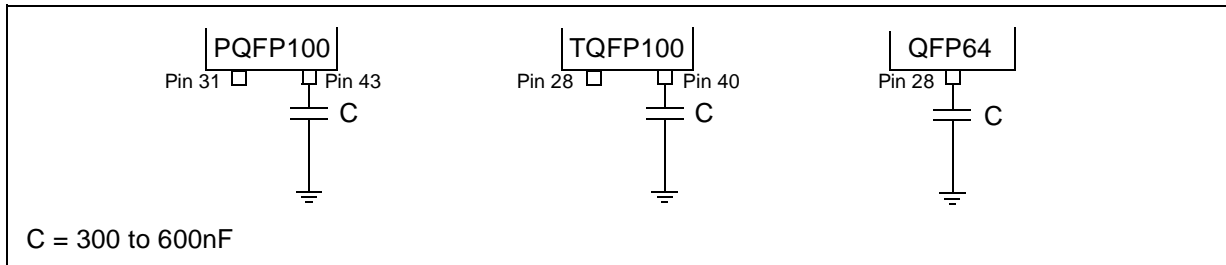 PQFP100
Pin 31
Pin 43
C
TQFP100
Pin 28
Pin 40
C
QFP64
Pin 28
C
C = 300 to 600nF